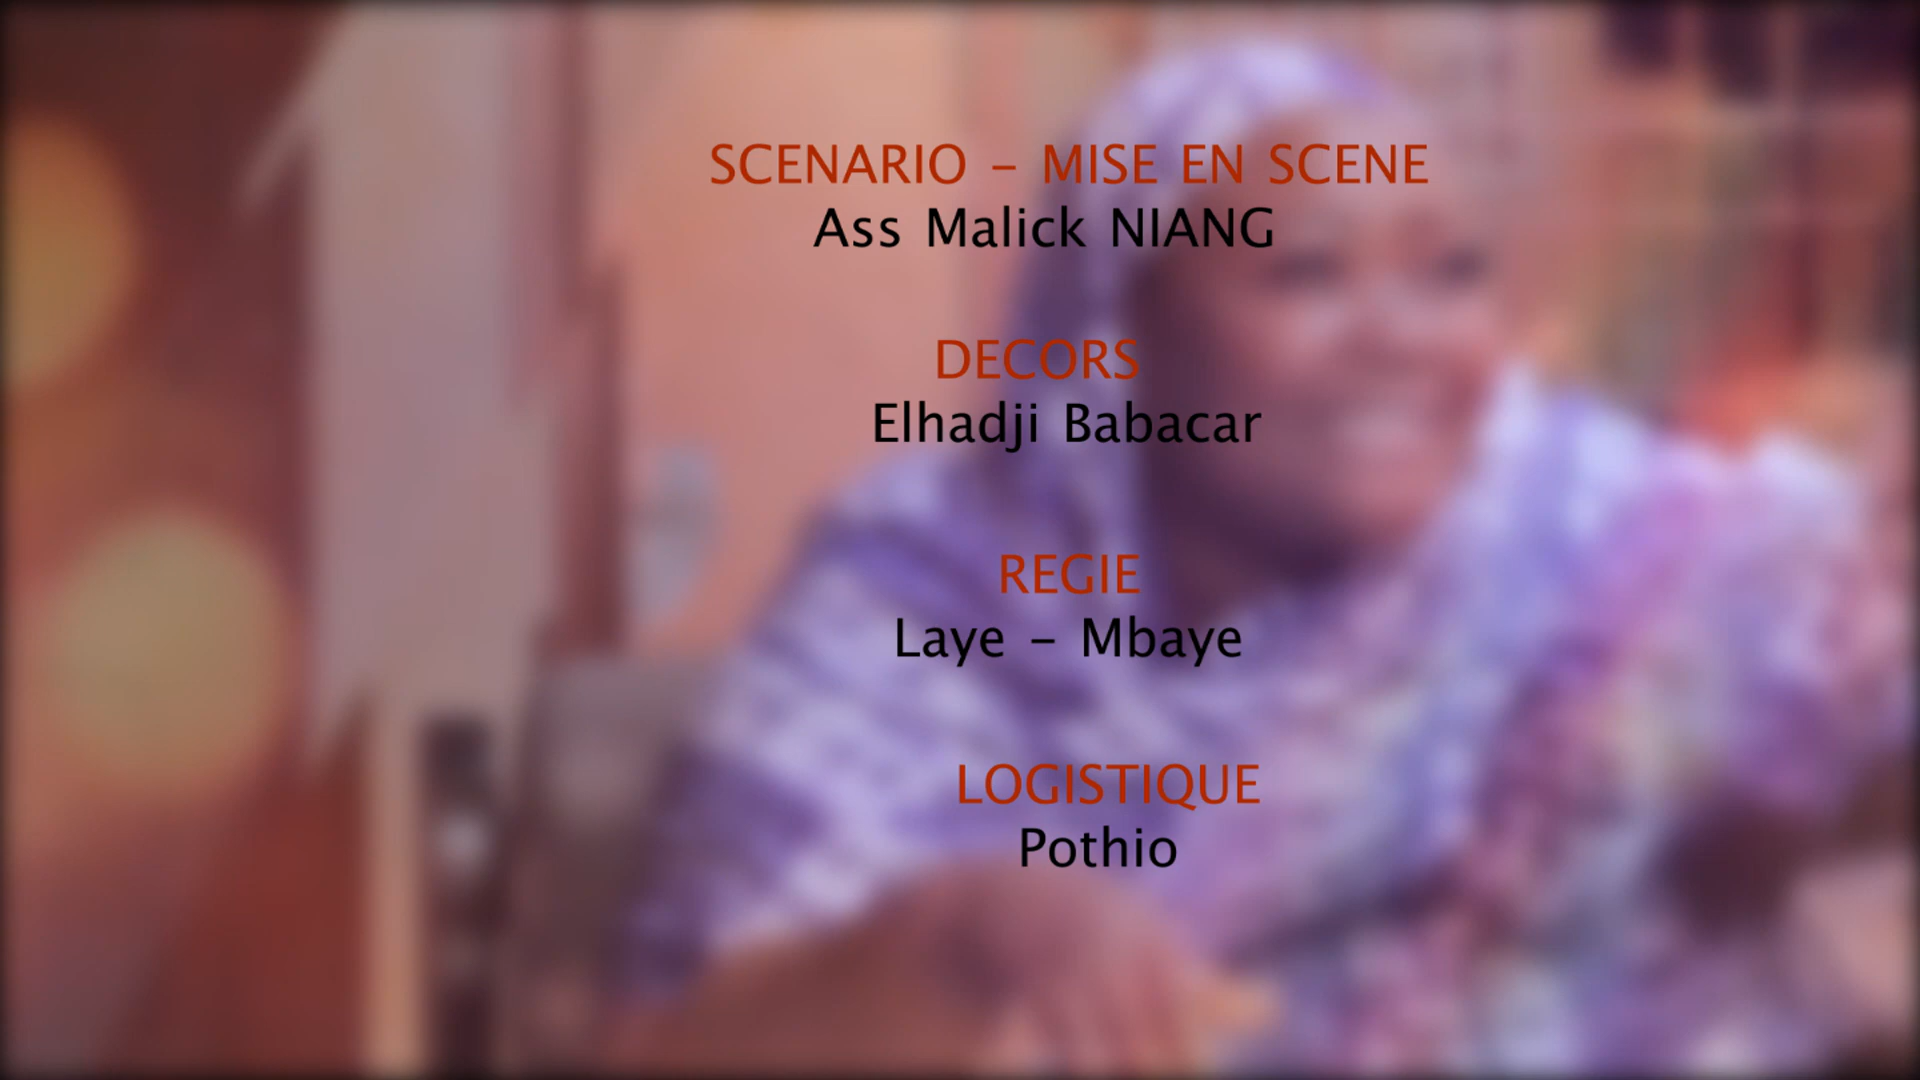 SCENARIO - MISE EN SCENE
Ass Malick NIANG
DECORS
Elhadji Babacar
REGIE
Laye - Mbaye
LOGISTIQUE
Pothio